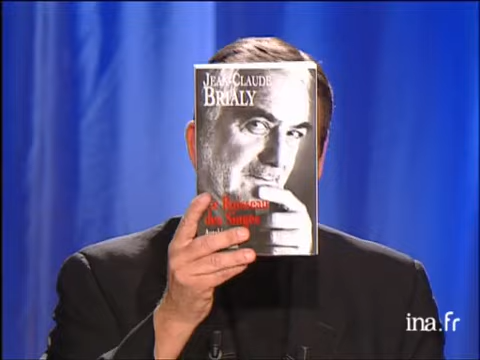 JEAN-CLAUDE
BRIALY
Le Ruisseau
des Singes
ina.fr